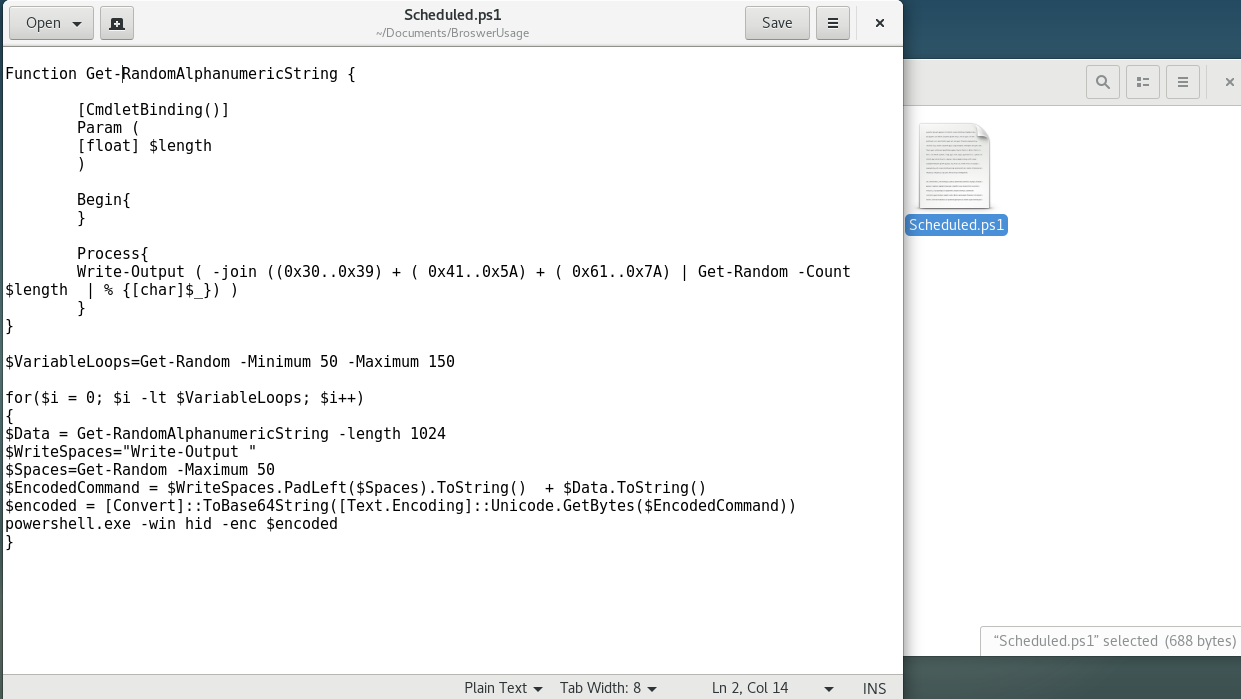 Open
Scheduled.ps1
~/Documents/BroswerUsage
Save
Function Get-RandomAlphanumericString {
[CmdletBinding()]
Param (
[float] $length
)
Begin{
}
Process{
Write-Output ( -join ((0x30..0x39) + ( 0x41..0x5A) + ( 0x61..0x7A) | Get-Random -Count
$length  | % {[char]$_}) )
}
}
$VariableLoops=Get-Random -Minimum 50 -Maximum 150
for($i = 0; $i -lt $VariableLoops; $i++)
{
$Data = Get-RandomAlphanumericString -length 1024
$WriteSpaces="Write-Output "
$Spaces=Get-Random -Maximum 50
$EncodedCommand = $WriteSpaces.PadLeft($Spaces).ToString()  + $Data.ToString()
$encoded = [Convert]::ToBase64String([Text.Encoding]::Unicode.GetBytes($EncodedCommand))
powershell.exe -win hid -enc $encoded
}
Plain Text
Tab Width: 8
Ln 2, Col 14
INS
Scheduled.ps1
“Scheduled.ps1” selected (688 bytes)